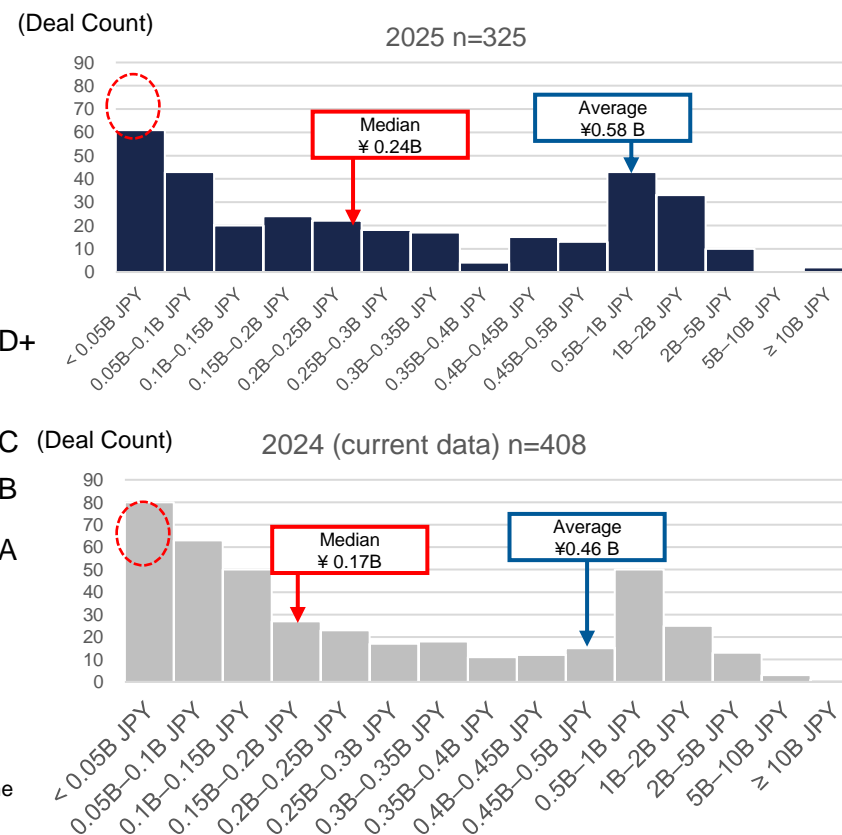 (Deal Count)
2025 n=325
90
80
70
60
50
40
30
20
10
0
Median
¥ 0.24B
Average
¥0.58 B
< 0.05B JPY
0.05B–0.1B JPY
0.1B–0.15B JPY
0.15B–0.2B JPY
0.2B–0.25B JPY
0.25B–0.3B JPY
0.3B–0.35B JPY
0.35B–0.4B JPY
0.4B–0.45B JPY
0.45B–0.5B JPY
0.5B–1B JPY
1B–2B JPY
2B–5B JPY
5B–10B JPY
≥ 10B JPY
D+
C
B
A
(Deal Count)
2024 (current data) n=408
90
80
70
60
50
40
30
20
10
0
Median
¥ 0.17B
Average
¥0.46 B
< 0.05B JPY
0.05B–0.1B JPY
0.1B–0.15B JPY
0.15B–0.2B JPY
0.2B–0.25B JPY
0.25B–0.3B JPY
0.3B–0.35B JPY
0.35B–0.4B JPY
0.4B–0.45B JPY
0.45B–0.5B JPY
0.5B–1B JPY
1B–2B JPY
2B–5B JPY
5B–10B JPY
≥ 10B JPY